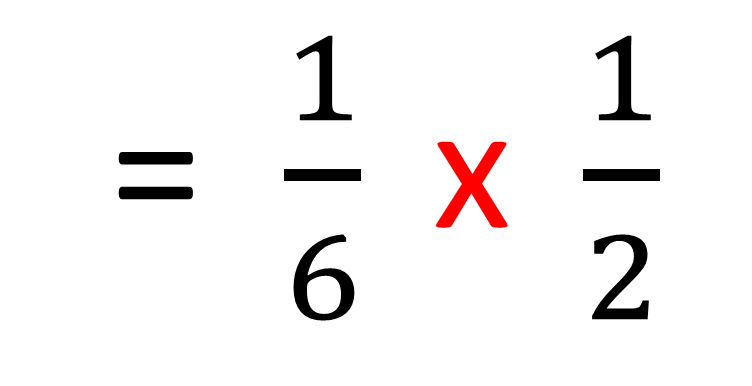 = 1/6 x 1/2